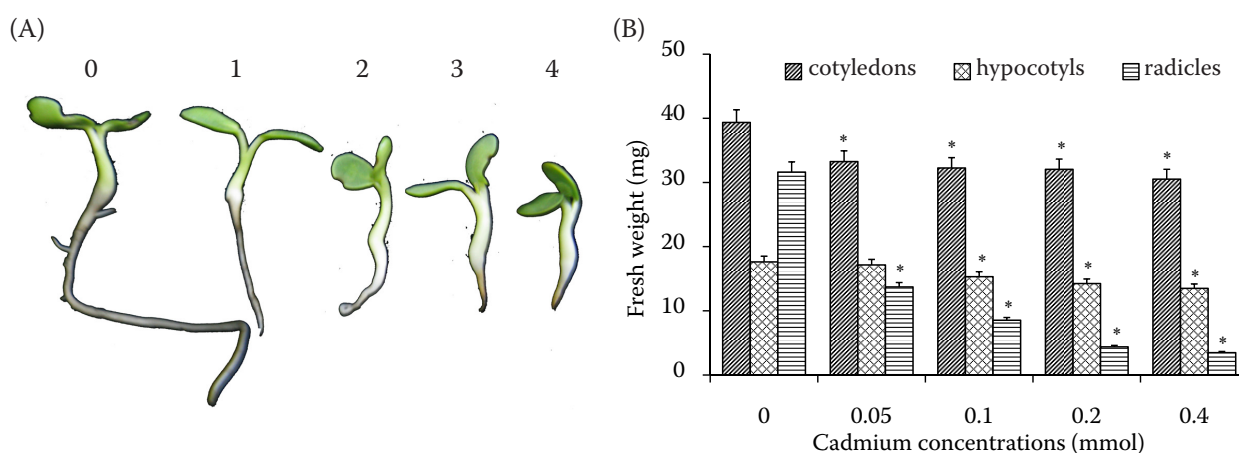 (A)
0 1 2 3 4
(B)
50
40
30
20
10
0
Fresh weight (mg)
cotyledons hypocotyls radicles
* * * *
* * *
* * * *
0 0.05 0.1 0.2 0.4
Cadmium concentrations (mmol)